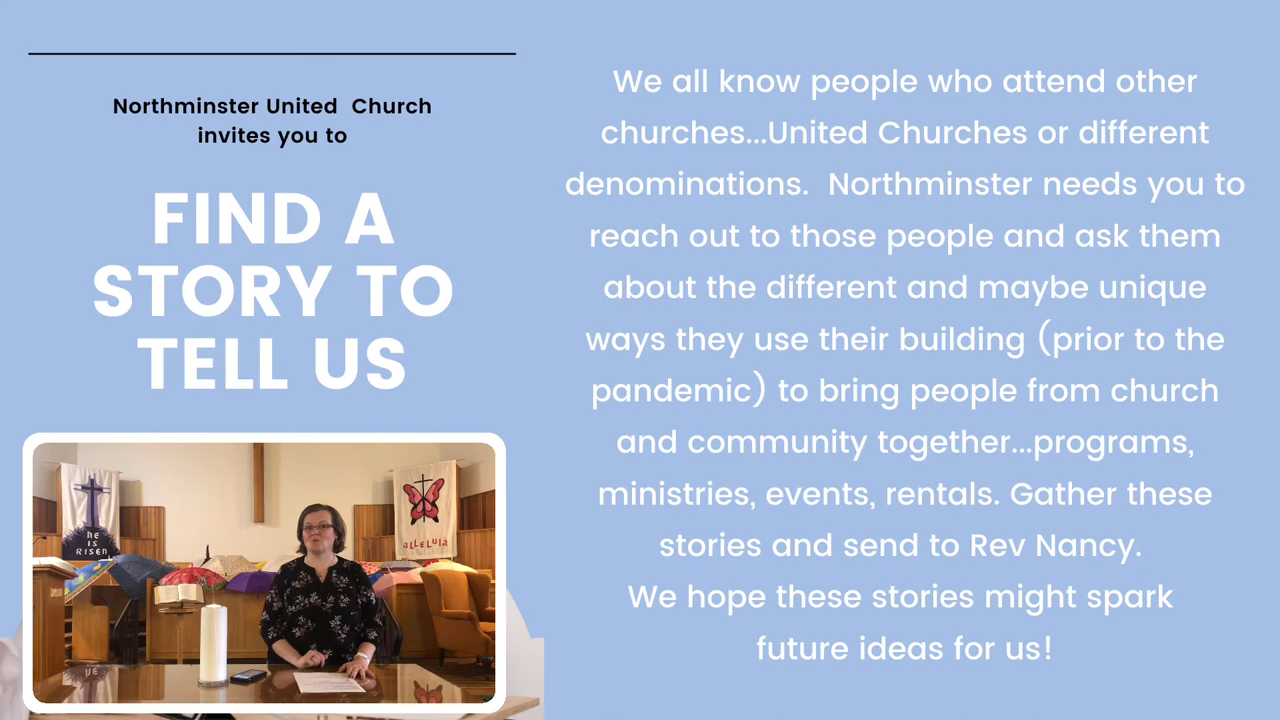 Northminster United Church
invites you to
FIND A
STORY TO
TELL US
HE
IS
RISEN
ALLELUIA
We all know people who attend other
churches...United Churches or different
denominations. Northminster needs you to
reach out to those people and ask them
about the different and maybe unique
ways they use their building (prior to the
pandemic) to bring people from church
and community together...programs,
ministries, events, rentals. Gather these
stories and send to Rev Nancy.
We hope these stories might spark
future ideas for us!